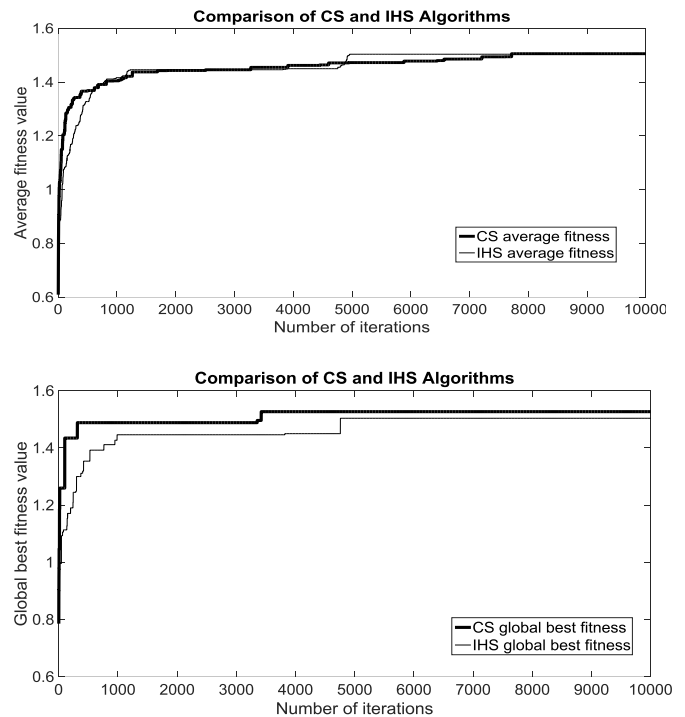 Comparison of CS and IHS Algorithms
1.6
1.4
1.2
1
0.8
0.6
Average fitness value
CS average fitness
IHS average fitness
0 1000 2000 3000 4000 5000 6000 7000 8000 9000 10000
Number of iterations
Comparison of CS and IHS Algorithms
1.6
1.4
1.2
1
0.8
0.6
Global best fitness value
CS global best fitness
IHS global best fitness
0 1000 2000 3000 4000 5000 6000 7000 8000 9000 10000
Number of iterations